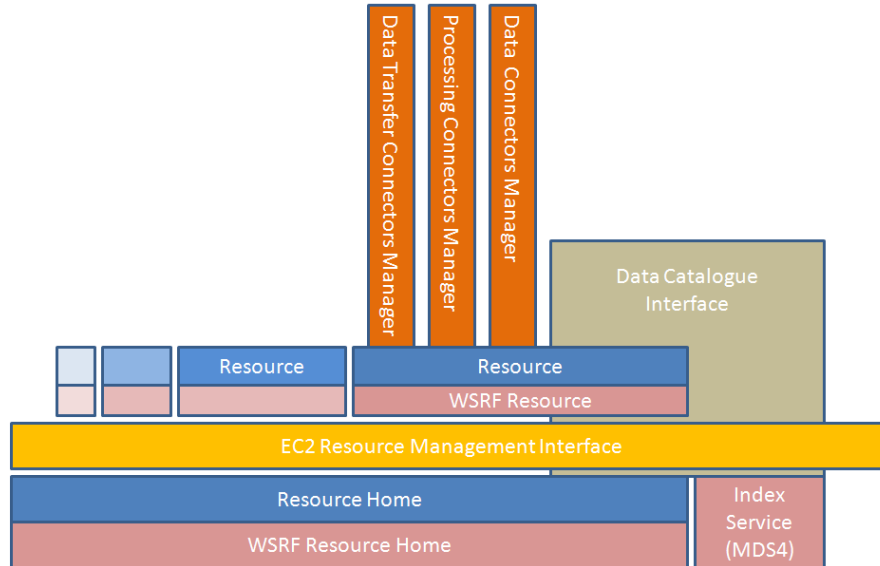 Data Transfer Connectors Manager
Processing Connectors Manager
Data Connectors Manager
Data Catalogue
Interface
Resource
Resource
WSRF Resource
EC2 Resource Management Interface
Resource Home
WSRF Resource Home
Index
Service
(MDS4)